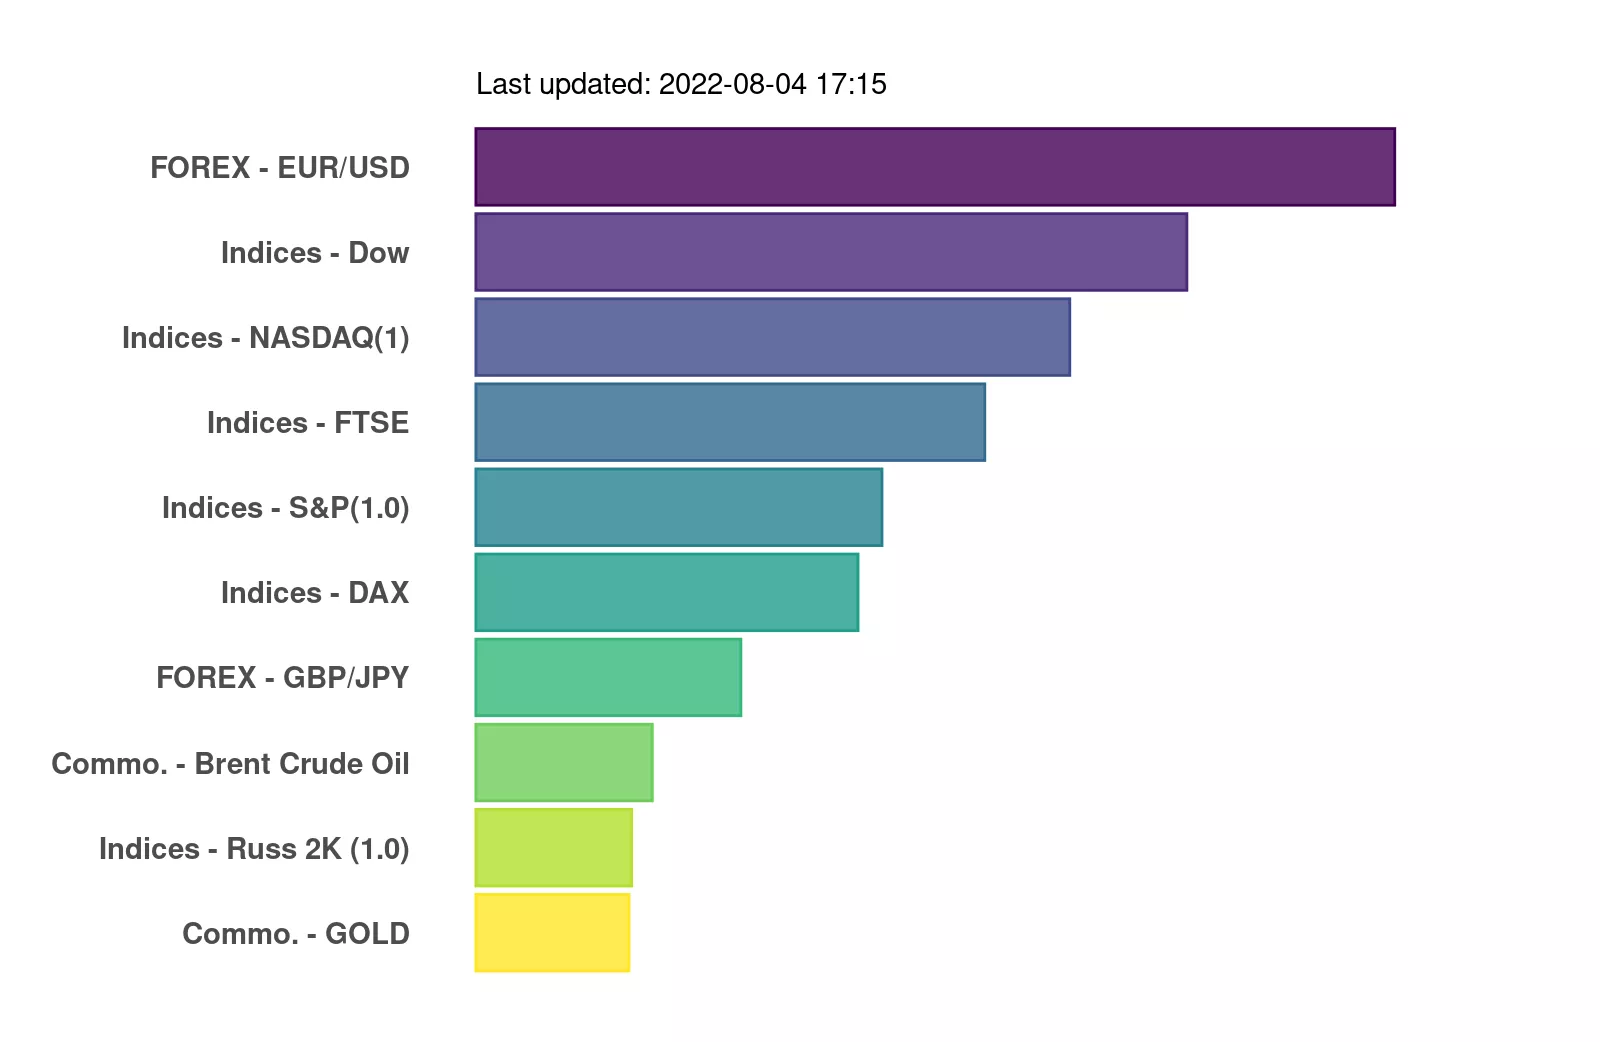 Last updated: 2022-08-04 17:15
FOREX - EUR/USD
Indices - Dow
Indices - NASDAQ(1)
Indices - FTSE
Indices - S&P(1.0)
Indices - DAX
FOREX - GBP/JPY
Commo. - Brent Crude Oil
Indices - Russ 2K (1.0)
Commo. - GOLD